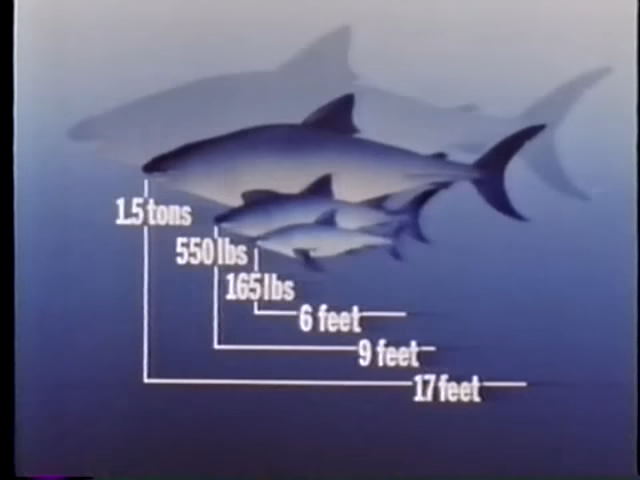 1.5 tons
550 lbs
165 lbs
6 feet
9 feet
17 feet